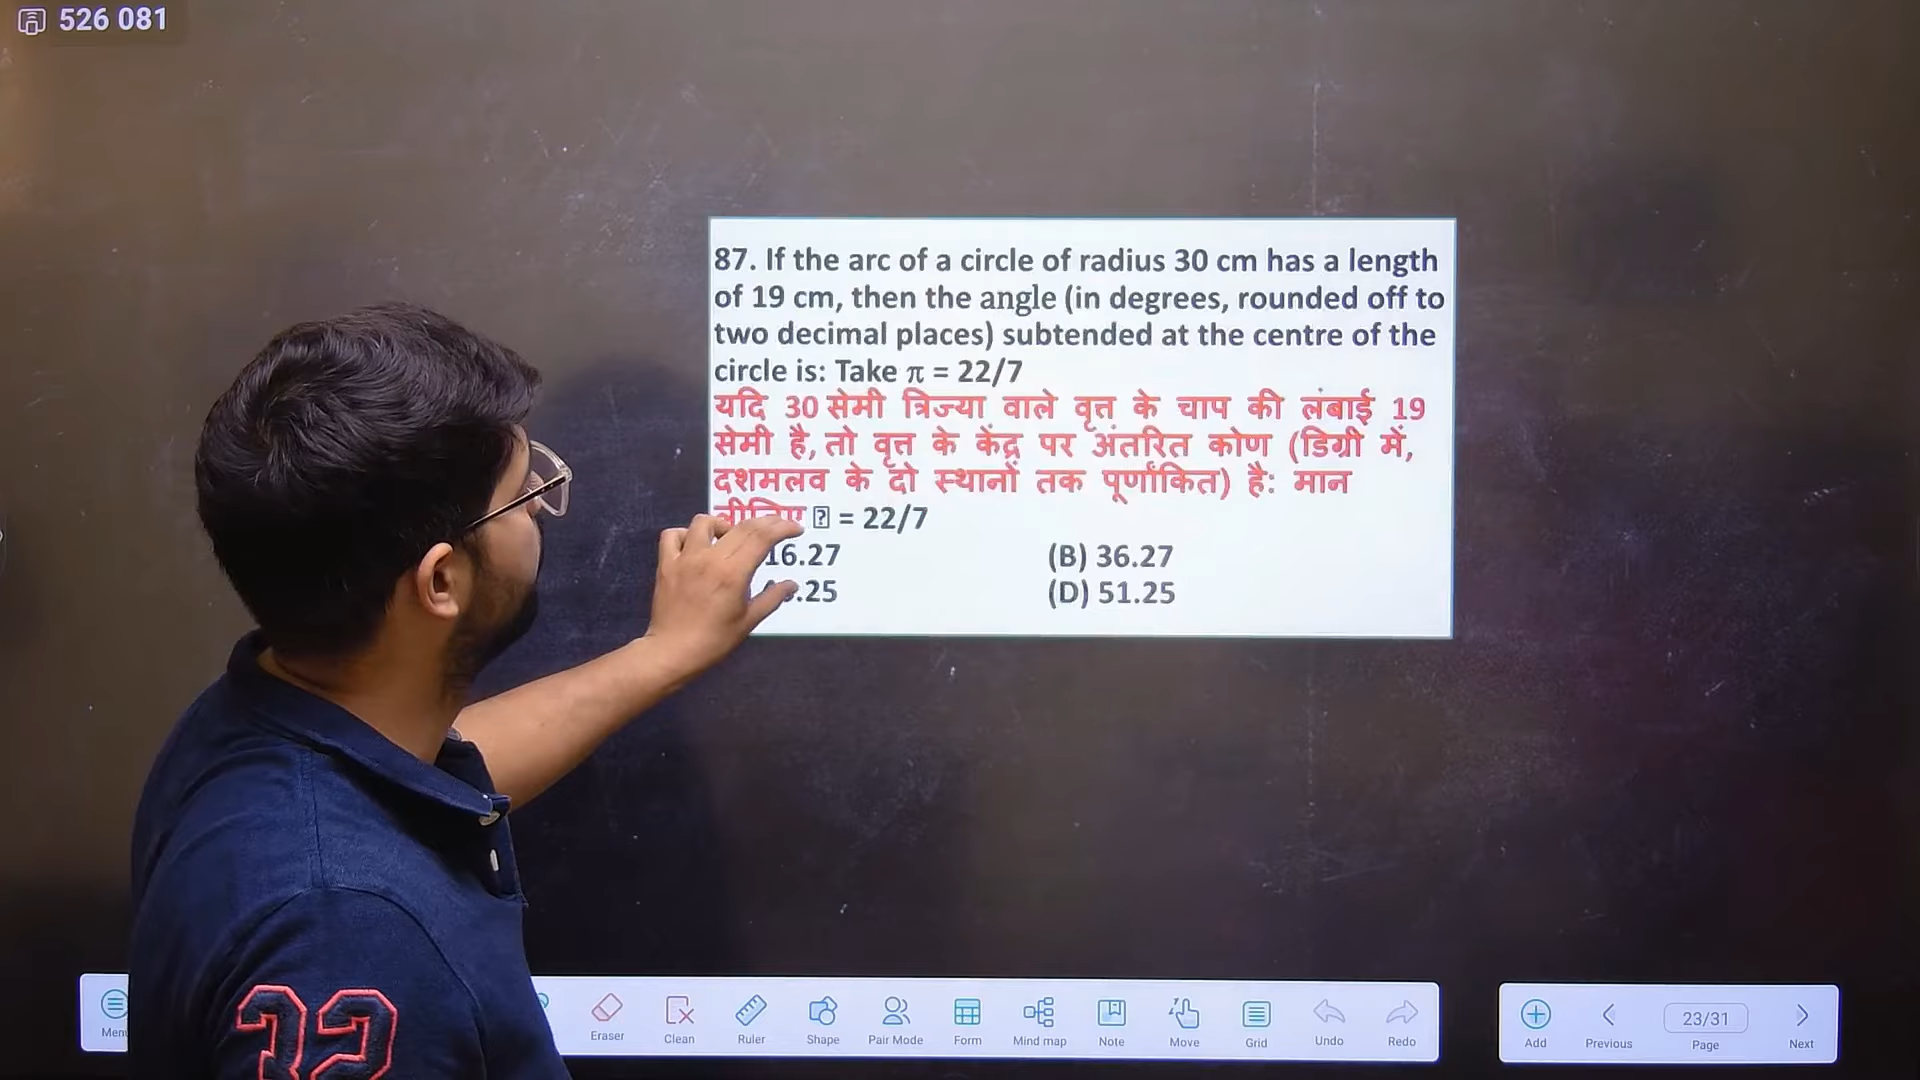 526 081
87. If the arc of a circle of radius 30 cm has a length
of 19 cm, then the angle (in degrees, rounded off to
two decimal places) subtended at the centre of the
circle is: Take π = 22/7
यदि 30 सेमी त्रिज्या वाले वृत्त के चाप की लंबाई 19
सेमी है, तो वृत्त के केंद्र पर अंतरित कोण (डिग्री में,
दशमलव के दो स्थानों तक पूर्णांकित) है: मान
= 22/7
16.27 (B) 36.27
.25 (D) 51.25
32
Menu Eraser Clean Ruler Shape Pair Mode Form Mind map Note Move Grid Undo Redo Add Previous 23/31 Page Next